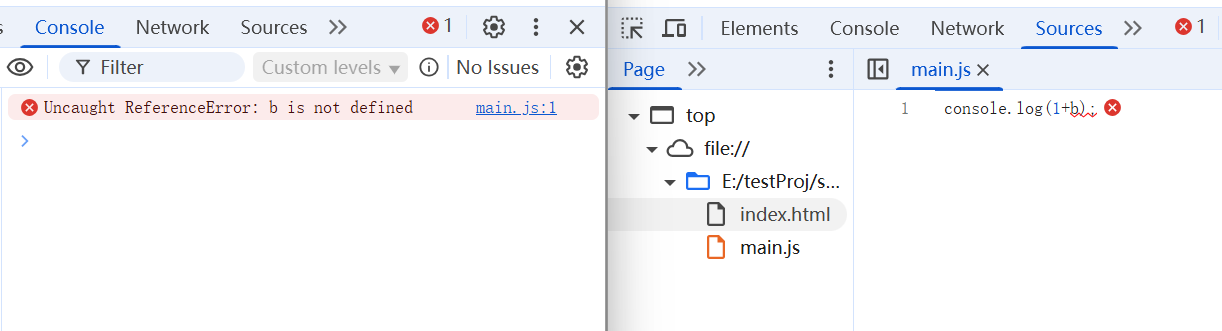 Console Network Sources 1
Filter Custom levels No Issues
Uncaught ReferenceError: b is not defined main.js:1
Elements Console Network Sources 1
Page
main.js
top
file://
E:/testProj/s...
index.html
main.js
1 console.log(1+b);